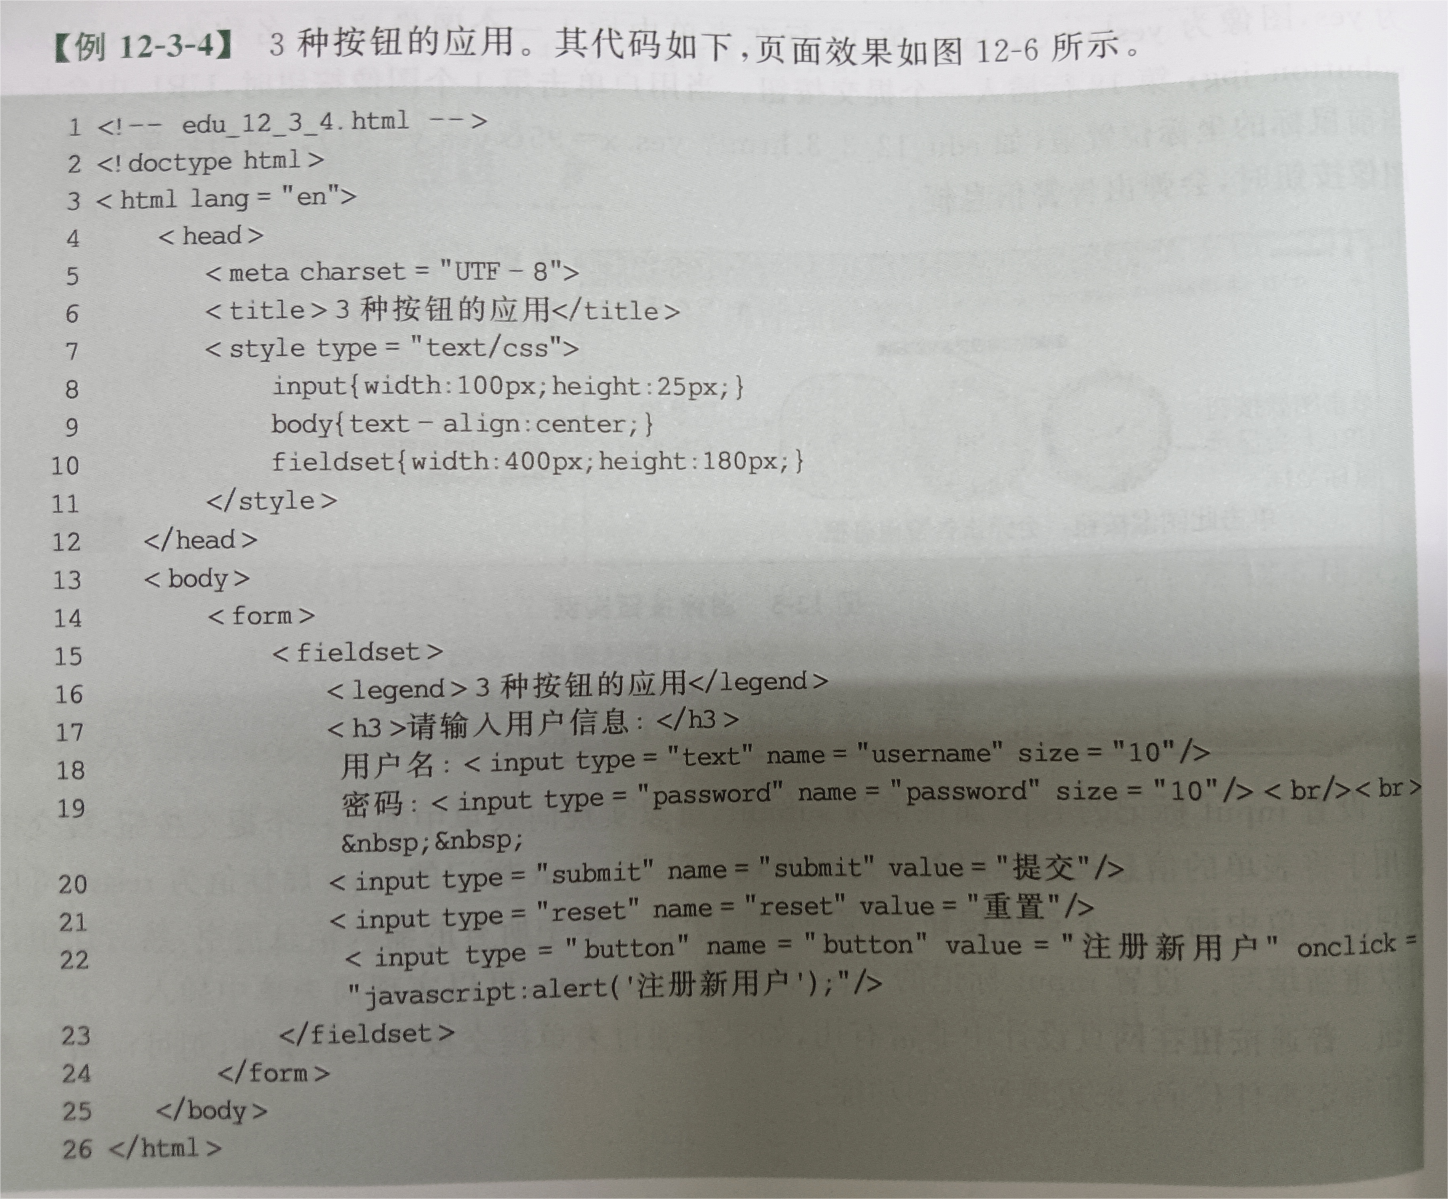 【例 12-3-4】 3 种按钮的应用。其代码如下,页面效果如图 12-6 所示。
1 <!-- edu_12_3_4.html -->
2 <!doctype html>
3 <html lang = "en">
4 <head>
5 <meta charset = "UTF - 8">
6 <title>3 种按钮的应用</title>
7 <style type = "text/css">
8 input{width:100px;height:25px;}
9 body{text - align:center;}
10 fieldset{width:400px;height:180px;}
11 </style>
12 </head>
13 <body>
14 <form>
15 <fieldset>
16 <legend>3 种按钮的应用</legend>
17 <h3>请输入用户信息: </h3>
18 用户名: <input type = "text" name = "username" size = "10"/>
19 密码: <input type = "password" name = "password" size = "10"/><br/><br>
&nbsp;&nbsp;
20 <input type = "submit" name = "submit" value = "提交"/>
21 <input type = "reset" name = "reset" value = "重置"/>
22 <input type = "button" name = "button" value = "注册新用户" onclick =
"javascript:alert('注册新用户');"/>
23 </fieldset>
24 </form>
25 </body>
26 </html>